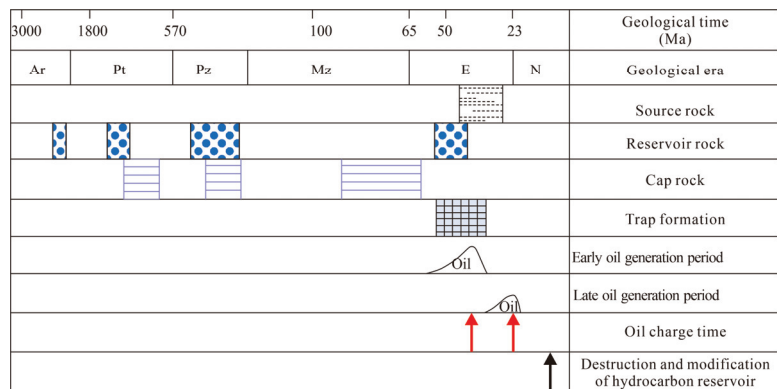 3000 1800 570 100 65 50 23 Geological time
(Ma)
Ar Pt Pz Mz E N Geological era
Source rock
Reservoir rock
Cap rock
Trap formation
Oil Early oil generation period
Oil Late oil generation period
Oil charge time
Destruction and modification
of hydrocarbon reservoir